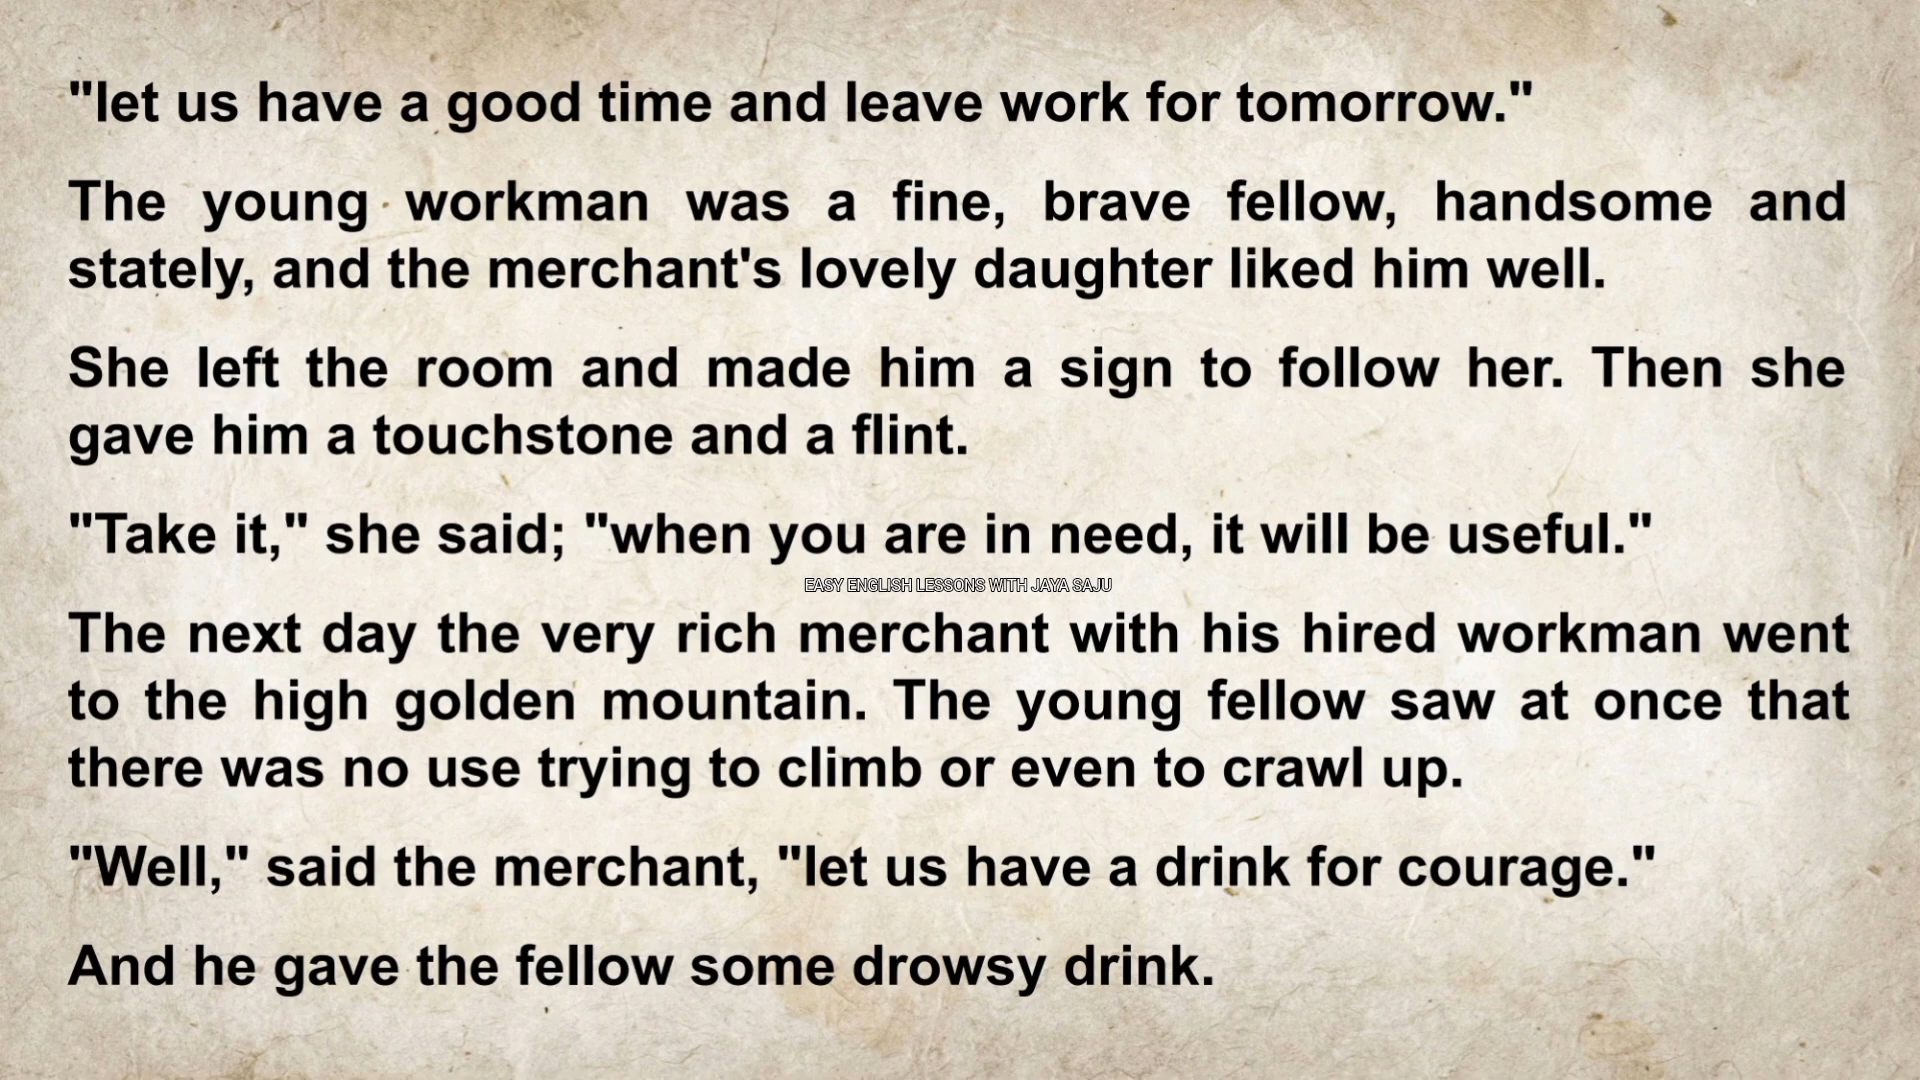 "let us have a good time and leave work for tomorrow."
The young workman was a fine, brave fellow, handsome and
stately, and the merchant's lovely daughter liked him well.
She left the room and made him a sign to follow her. Then she
gave him a touchstone and a flint.
"Take it," she said; "when you are in need, it will be useful."
EASY ENGLISH LESSONS WITH JAYA SAJU
The next day the very rich merchant with his hired workman went
to the high golden mountain. The young fellow saw at once that
there was no use trying to climb or even to crawl up.
"Well," said the merchant, "let us have a drink for courage."
And he gave the fellow some drowsy drink.